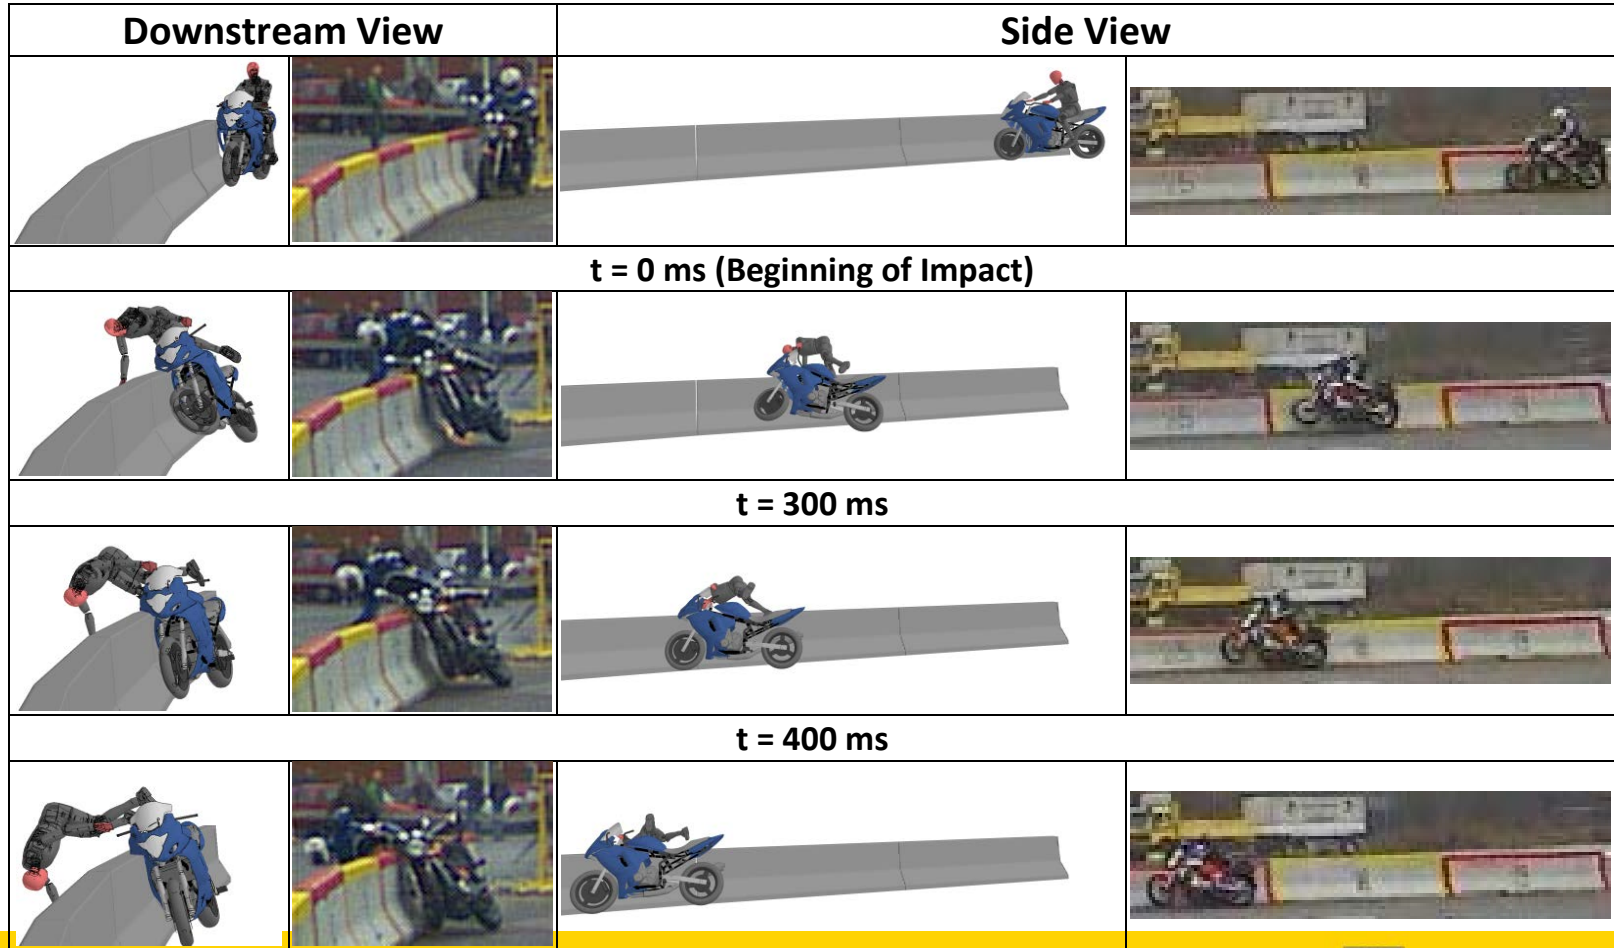 Downstream View
Side View
t = 0 ms (Beginning of Impact)
t = 300 ms
t = 400 ms